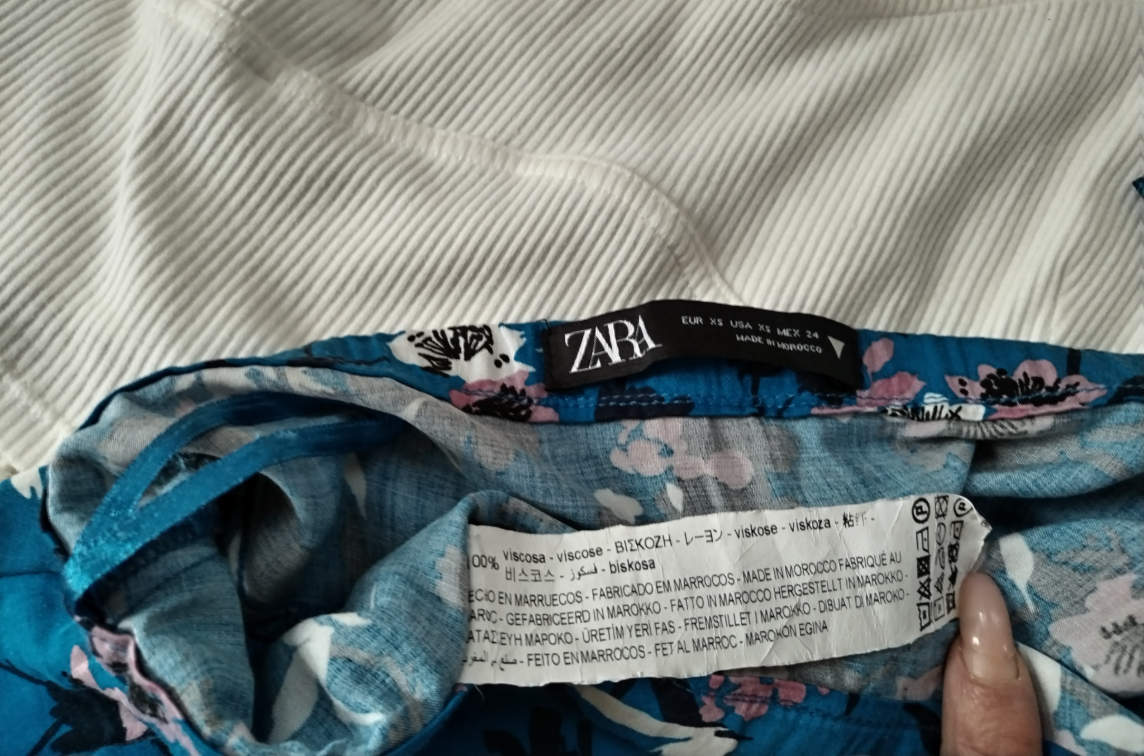 ZARA
EUR XS USA XS MEX 24
MADE IN MOROCCO
100% viscosa - viscose - ΒΙΣΚΟΖΗ - レーヨン - viskose - viskoza -
비스코스 - فسكوز - biskosa
EN MARRUECOS - FABRICADO EM MARROCOS - MADE IN MOROCCO FABRIQUÉ AU
- GEFABRICEERD IN MAROKKO - FATTO IN MAROCCO HERGESTELLT IN MAROKKO -
ΜΑΡΟΚΟ - ÜRETİM YERİ FAS - FREMSTILLET I MAROKKO - DIBUAT DI MAROKO -
- FEITO EN MARROCOS - FET AL MARROC - MAROKON EGINA